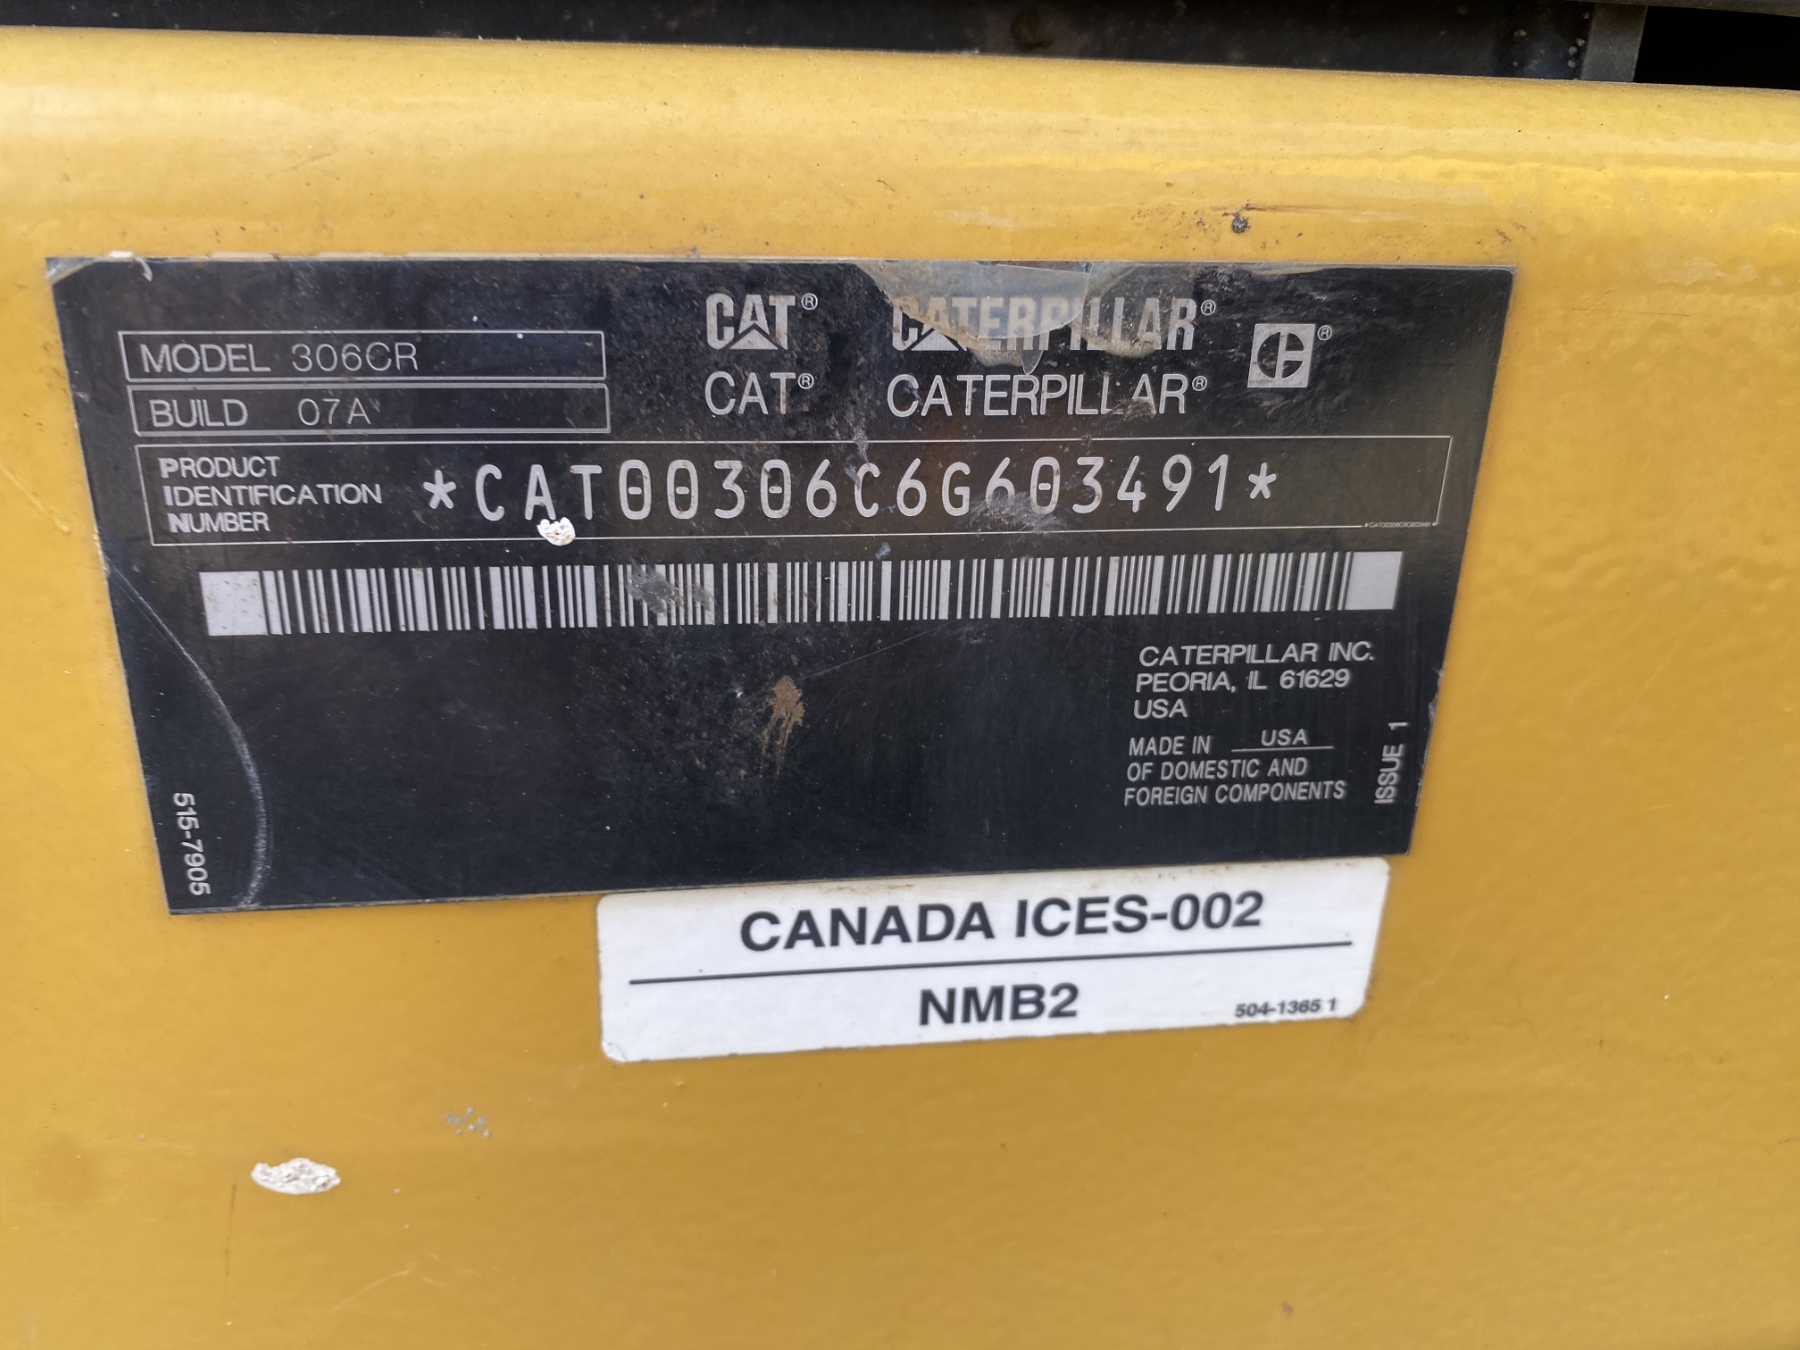 CAT® CATERPILLAR®
CAT® CATERPILLAR®
MODEL 306CR
BUILD 07A
PRODUCT IDENTIFICATION NUMBER
*CAT00306C6G603491*
CATERPILLAR INC.
PEORIA, IL 61629
USA
MADE IN USA
OF DOMESTIC AND
FOREIGN COMPONENTS
ISSUE 1
515-7905
CANADA ICES-002
NMB2
504-1365 1